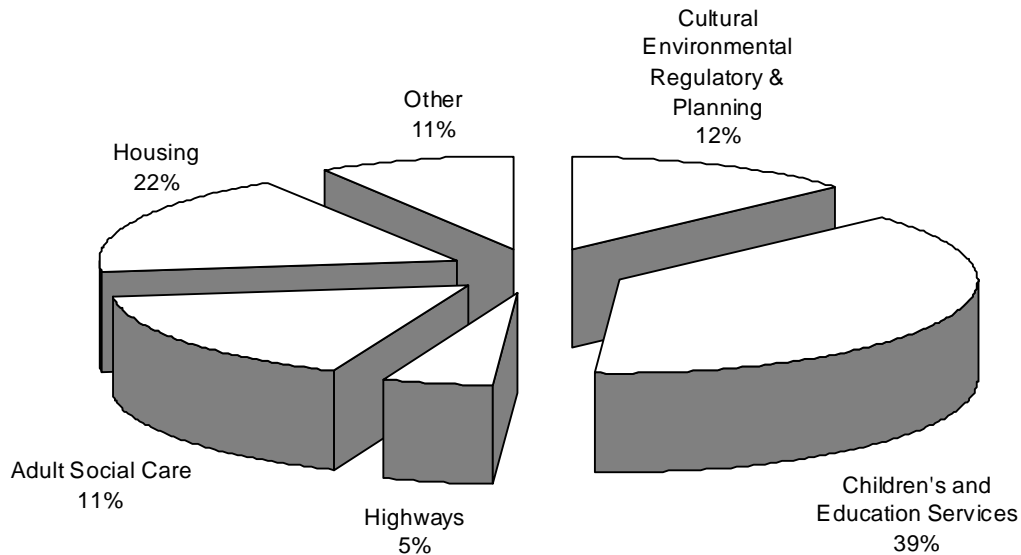 Cultural
Environmental
Regulatory &
Planning
12%
Other
11%
Housing
22%
Adult Social Care
11%
Highways
5%
Children's and
Education Services
39%